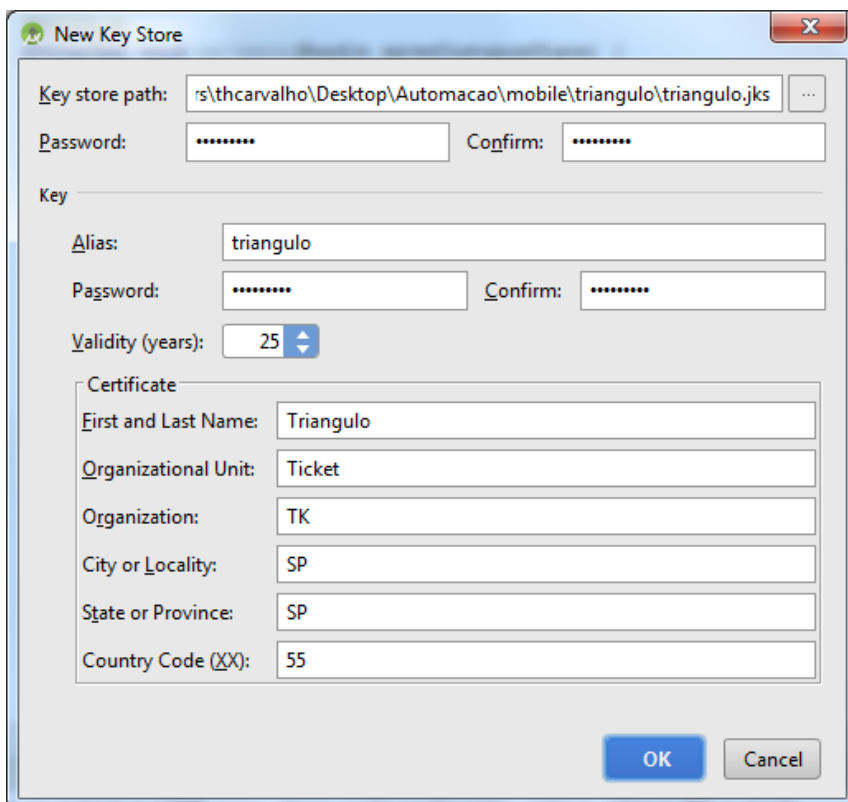 New Key Store
Key store path: rs\thcarvalho\Desktop\Automacao\mobile\triangulo\triangulo.jks ...
Password: ••••••••• Confirm: •••••••••
Key
Alias: triangulo
Password: ••••••••• Confirm: •••••••••
Validity (years): 25
Certificate
First and Last Name: Triangulo
Organizational Unit: Ticket
Organization: TK
City or Locality: SP
State or Province: SP
Country Code (XX): 55
OK Cancel